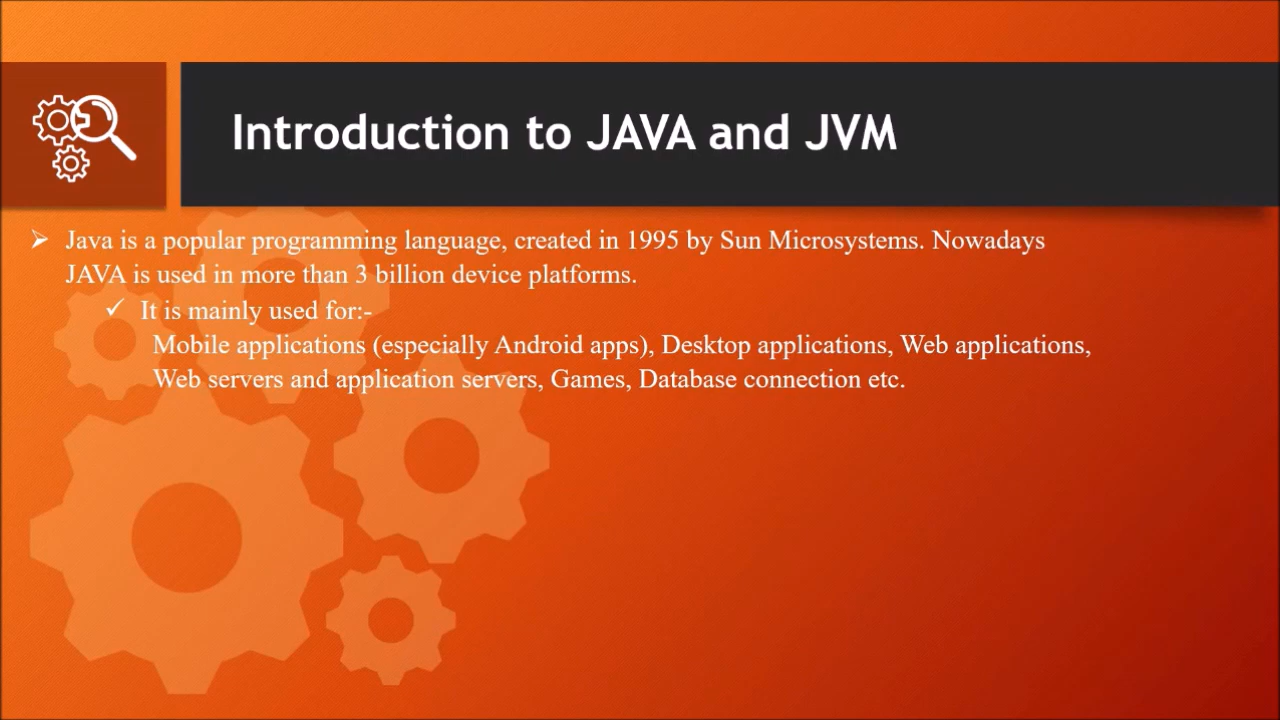 Introduction to JAVA and JVM
➢ Java is a popular programming language, created in 1995 by Sun Microsystems. Nowadays
JAVA is used in more than 3 billion device platforms.
✓ It is mainly used for:-
Mobile applications (especially Android apps), Desktop applications, Web applications,
Web servers and application servers, Games, Database connection etc.